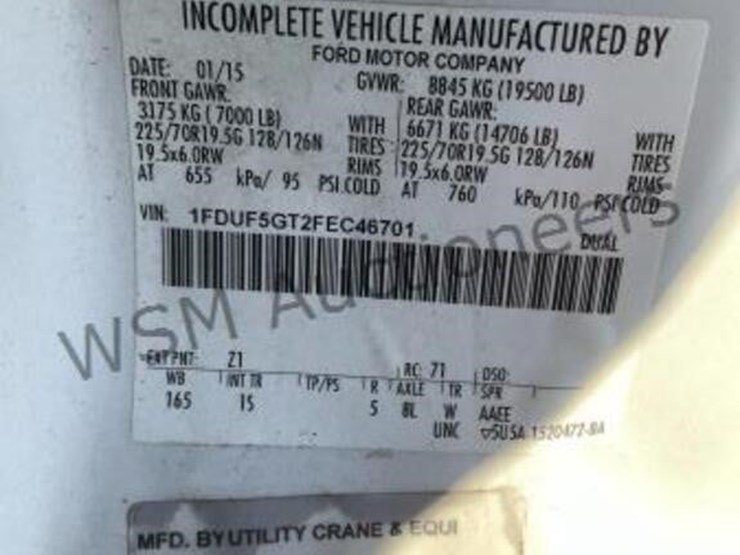 INCOMPLETE VEHICLE MANUFACTURED BY
FORD MOTOR COMPANY
DATE: 01/15 GVWR: 8845 KG (19500 LB)
FRONT GAWR: REAR GAWR:
3175 KG (7000 LB) WITH 6671 KG (14706 LB) WITH
225/70R19.5G 128/126N TIRES 225/70R19.5G 128/126N TIRES
19.5x6.0RW RIMS 19.5x6.0RW RIMS
AT 655 kPa/ 95 PSI COLD AT 760 kPa/110 PSI COLD
VIN: 1FDUF5GT2FEC46701 DUAL
WSM Auctioneers
EXT PNT: Z1 RC: 71 DSO:
WB INT TR TP/PS R AXLE TR SPR
165 IS 5 8L W AAEE
UNC ▽5U5A 1520472-BA
MFD. BY UTILITY CRANE & EQUI